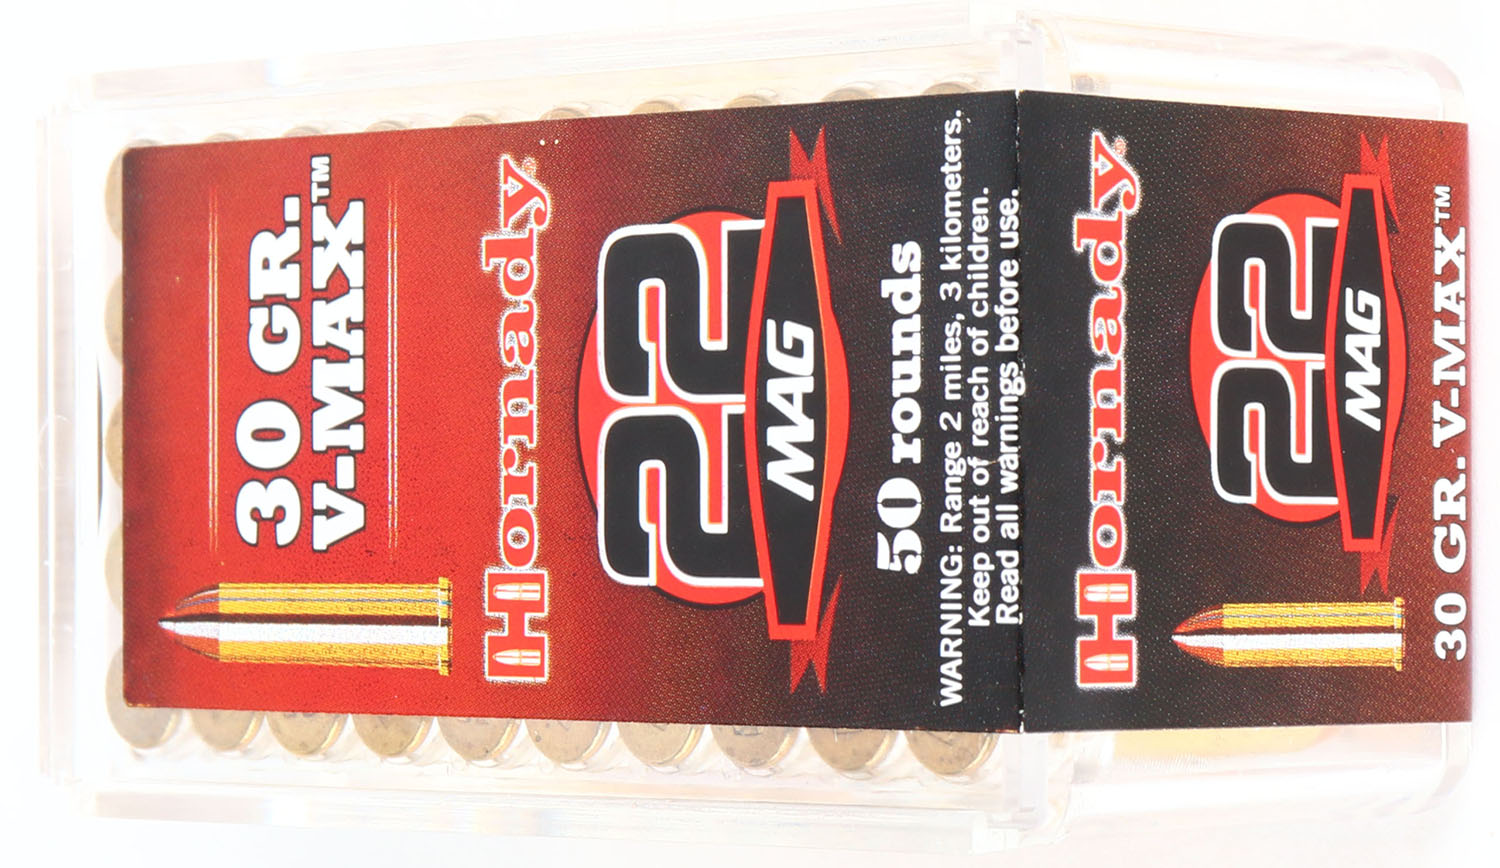 30 GR.
V-MAX™
Hornady®
22
MAG
50 rounds
WARNING: Range 2 miles, 3 kilometers.
Keep out of reach of children.
Read all warnings before use.
Hornady®
22
MAG
30 GR. V-MAX™